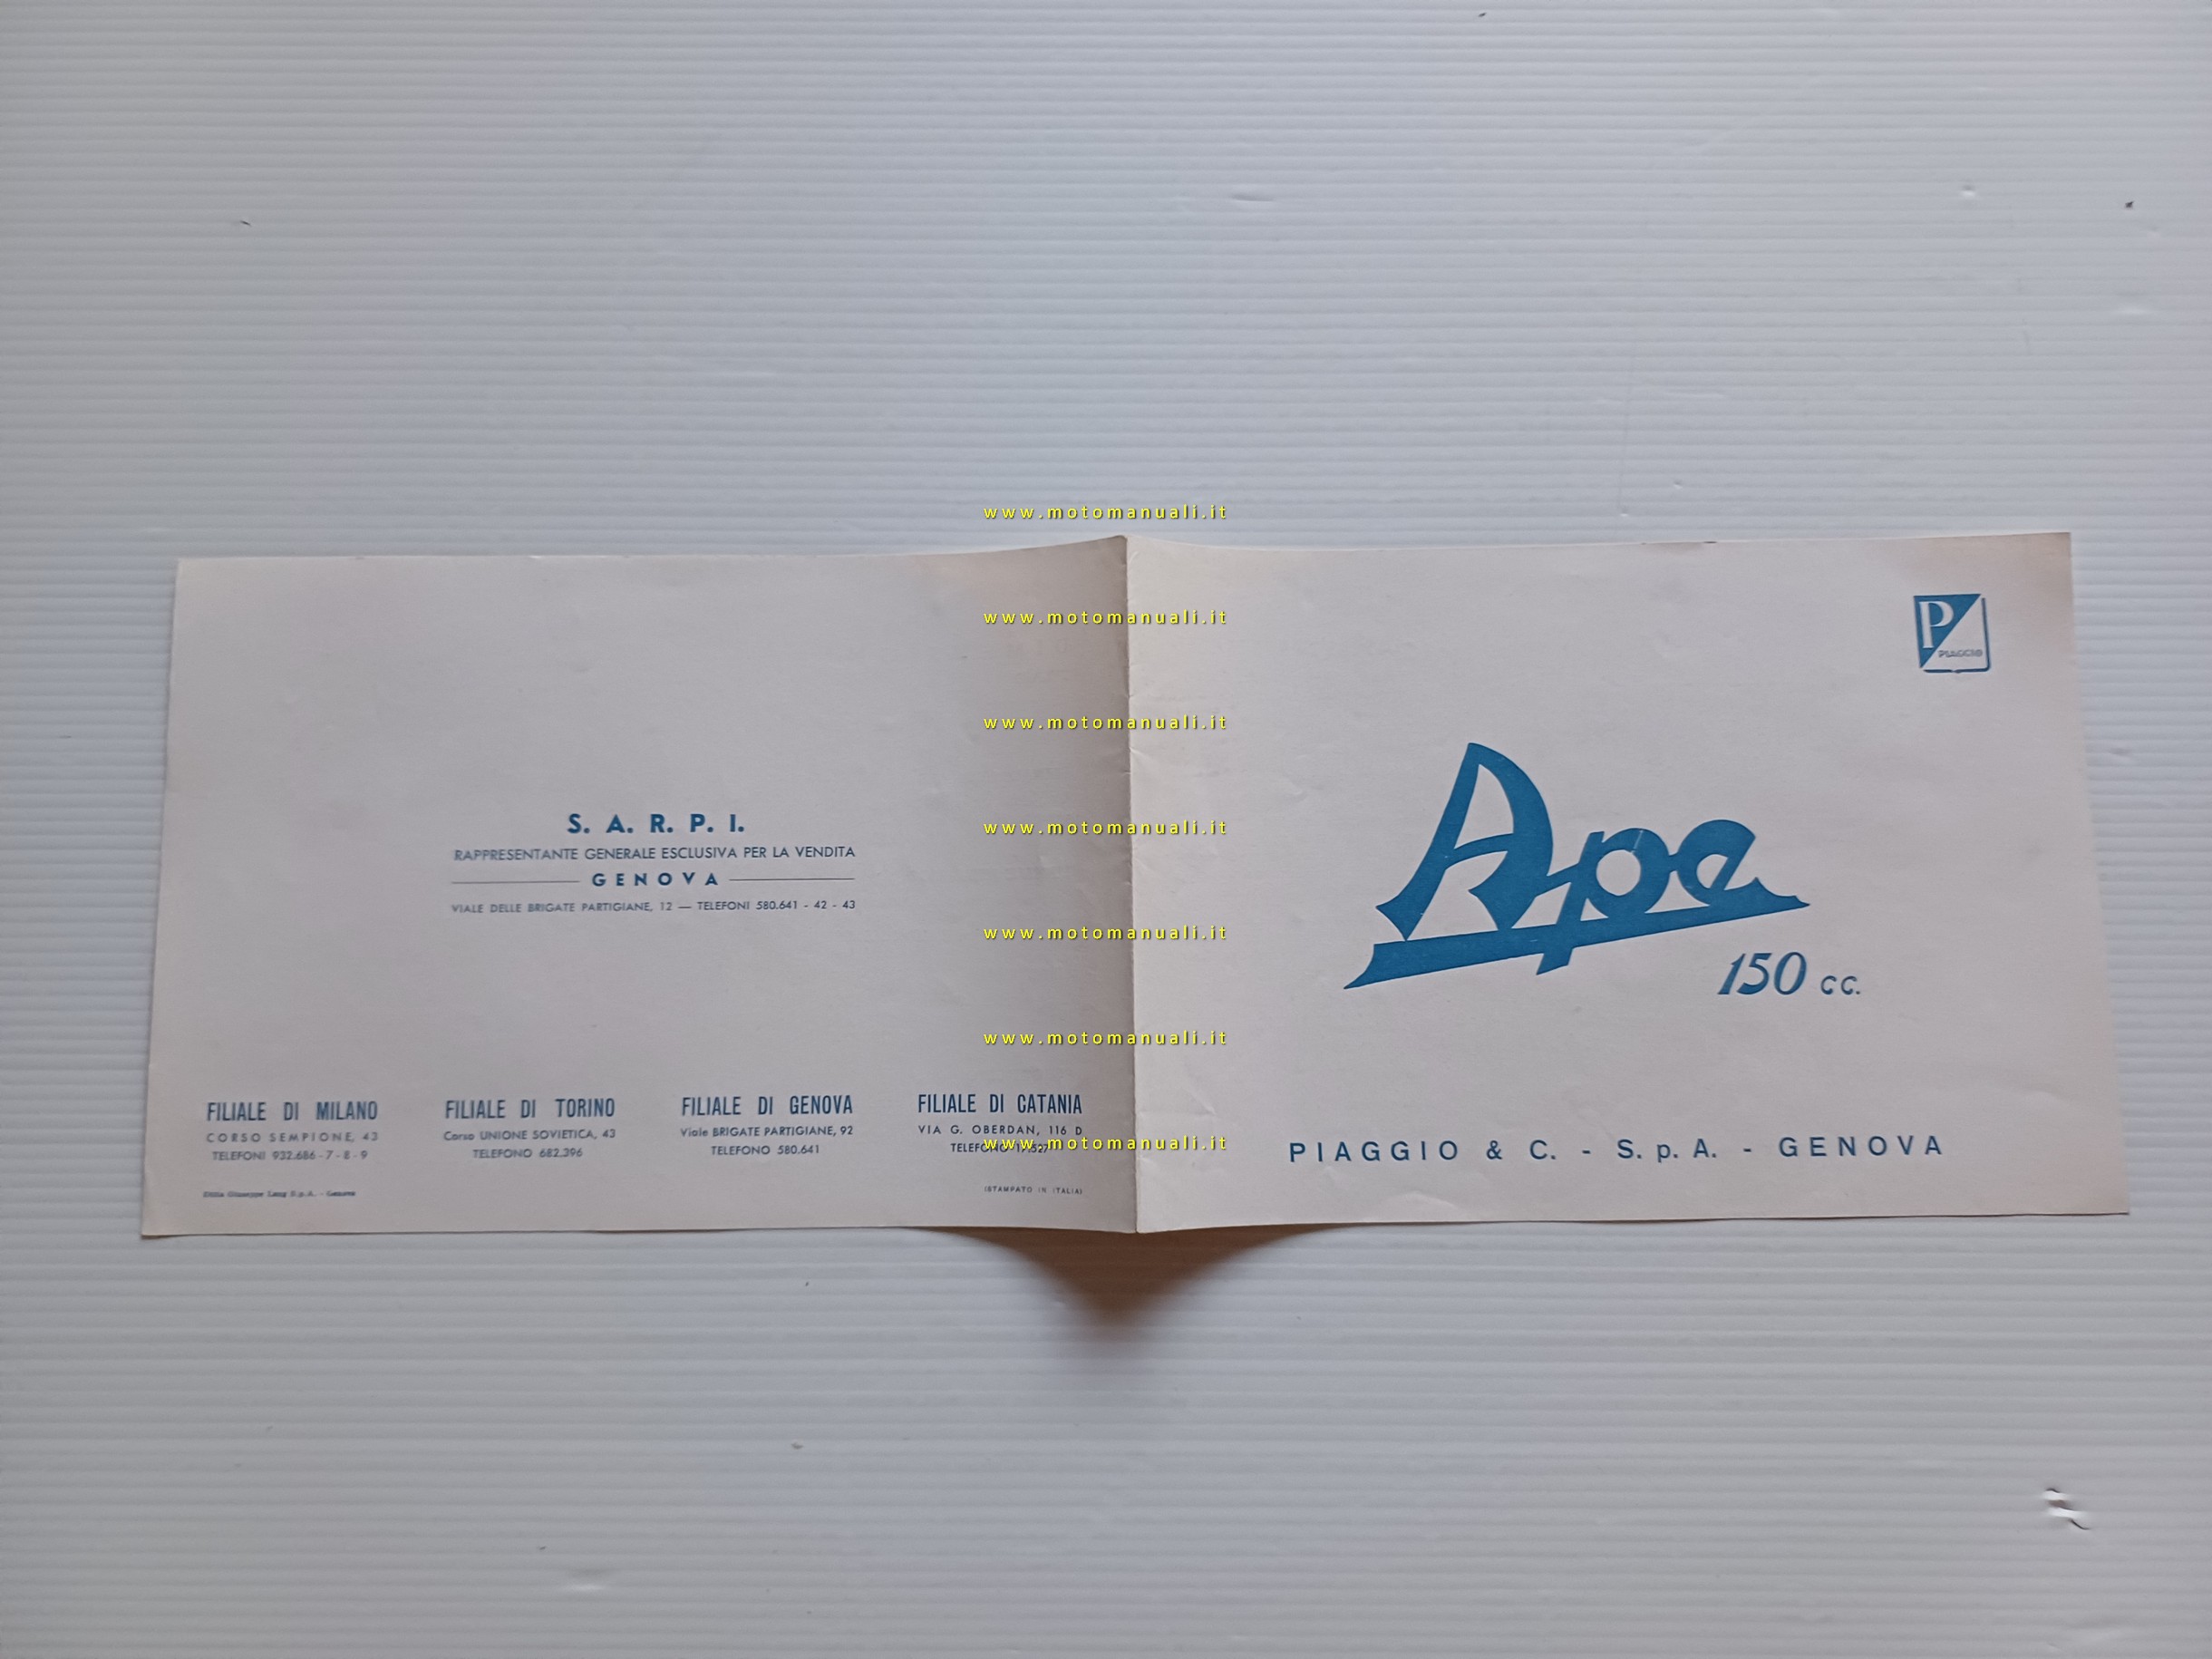 S. A. R. P. I.
RAPPRESENTANTE GENERALE ESCLUSIVA PER LA VENDITA
GENOVA
VIALE DELLE BRIGATE PARTIGIANE, 12 — TELEFONI 580.641 - 42 - 43
FILIALE DI MILANO
CORSO SEMPIONE, 43
TELEFONI 932.686 - 7 - 8 - 9
FILIALE DI TORINO
Corso UNIONE SOVIETICA, 43
TELEFONO 682.396
FILIALE DI GENOVA
Viale BRIGATE PARTIGIANE, 92
TELEFONO 580.641
FILIALE DI CATANIA
VIA G. OBERDAN, 116 D
TELEFONO
Giuseppe Lang S.p.A. - Genova
(STAMPATO IN ITALIA)
P
PIAGGIO
Ape
150 cc.
PIAGGIO & C. - S. p. A. - GENOVA
www.motomanuali.it
www.motomanuali.it
www.motomanuali.it
www.motomanuali.it
www.motomanuali.it
www.motomanuali.it
www.motomanuali.it